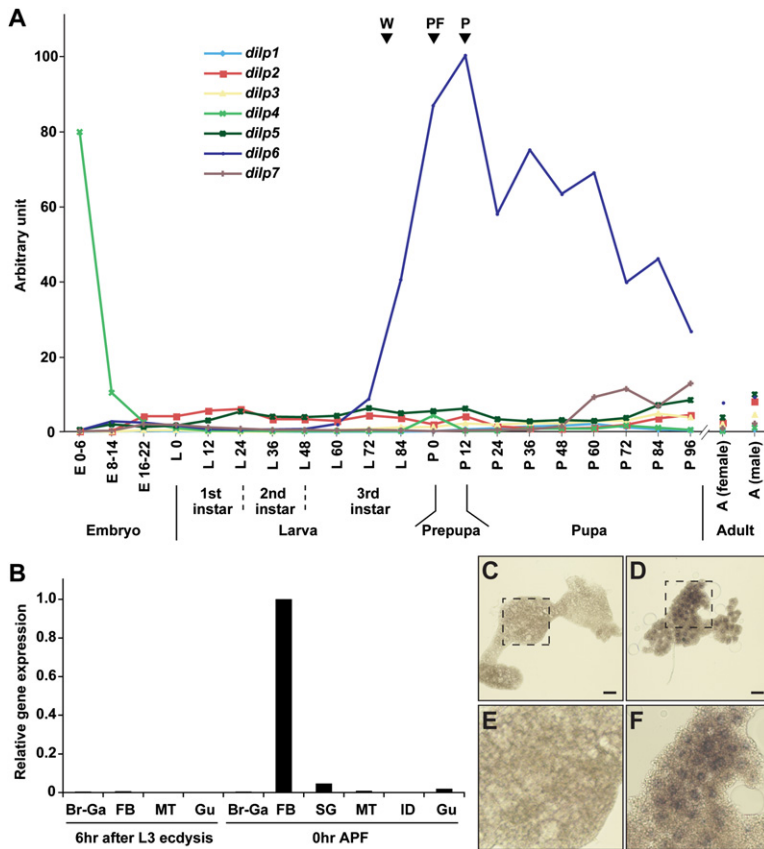 A
W PF P
Arbitrary unit
100
80
60
40
20
0
dilp1
dilp2
dilp3
dilp4
dilp5
dilp6
dilp7
E 0-6
E 8-14
E 16-22
L 0
L 12
L 24
L 36
L 48
L 60
L 72
L 84
P 0
P 12
P 24
P 36
P 48
P 60
P 72
P 84
P 96
A (female)
A (male)
1st instar
2nd instar
3rd instar
Embryo Larva Prepupa Pupa Adult
B
Relative gene expression
1.0
0.8
0.6
0.4
0.2
0
Br-Ga FB MT Gu Br-Ga FB SG MT ID Gu
6hr after L3 ecdysis 0hr APF
C D
E F